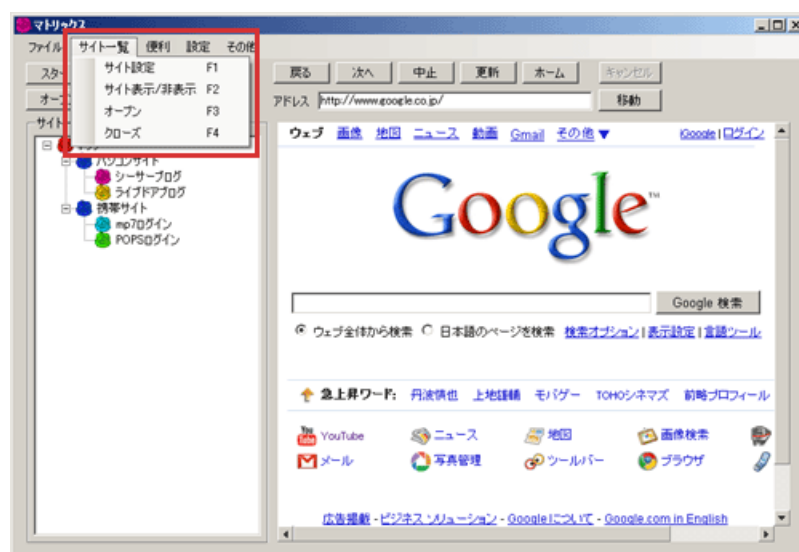 マトリックス
ファイル サイト一覧 便利 設定 その他
サイト設定 F1
サイト表示/非表示 F2
オープン F3
クローズ F4
スター
オープ
サイト
パソコンサイト
シーサーブログ
ライブドアブログ
携帯サイト
mp7ログイン
POPSログイン
戻る 次へ 中止 更新 ホーム キャンセル
アドレス http://www.google.co.jp/ 移動
ウェブ 画像 地図 ニュース 動画 Gmail その他 ▼ iGoogle | ログイン
Google™
Google 検索
ウェブ全体から検索 日本語のページを検索 検索オプション | 表示設定 | 言語ツール
急上昇ワード: 丹波慎也 上地雄輔 モバゲー TOHOシネマズ 前略プロフィール
YouTube ニュース 地図 画像検索
メール 写真管理 ツールバー ブラウザ
広告掲載 - ビジネス ソリューション - Google について - Google.com in English